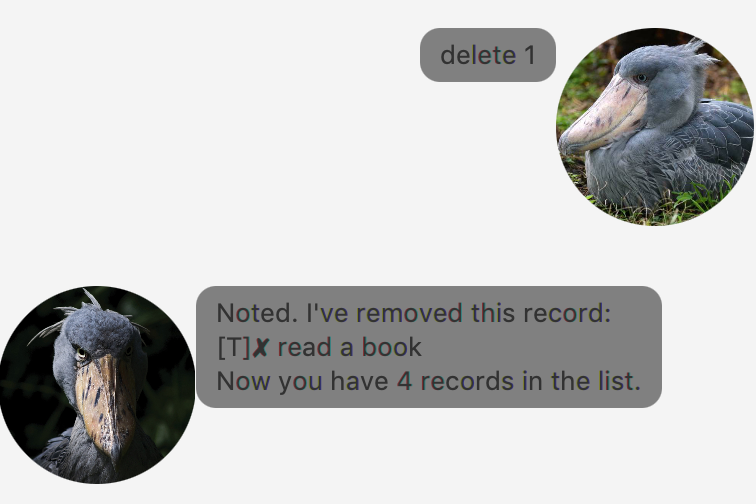 delete 1
Noted. I've removed this record:
[T]✘ read a book
Now you have 4 records in the list.